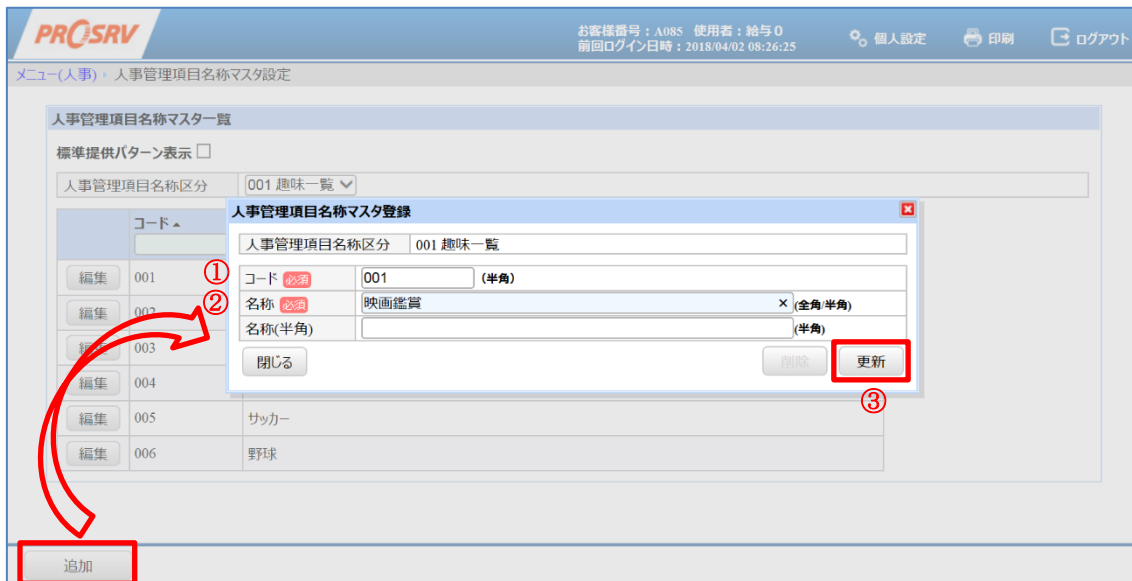 PROSRV
お客様番号：A085 使用者：給与0
前回ログイン日時：2018/04/02 08:26:25
個人設定
印刷
ログアウト
メニュー(人事) 人事管理項目名称マスタ設定
人事管理項目名称マスター覧
標準提供パターン表示
人事管理項目名称区分 001 趣味一覧
コード
編集 001
編集 002
編集 003
編集 004
編集 005 サッカー
編集 006 野球
人事管理項目名称マスタ登録
人事管理項目名称区分 001 趣味一覧
① コード 必須 001 (半角)
② 名称 必須 映画鑑賞 × (全角/半角)
名称(半角) (半角)
閉じる 削除 更新
③
追加